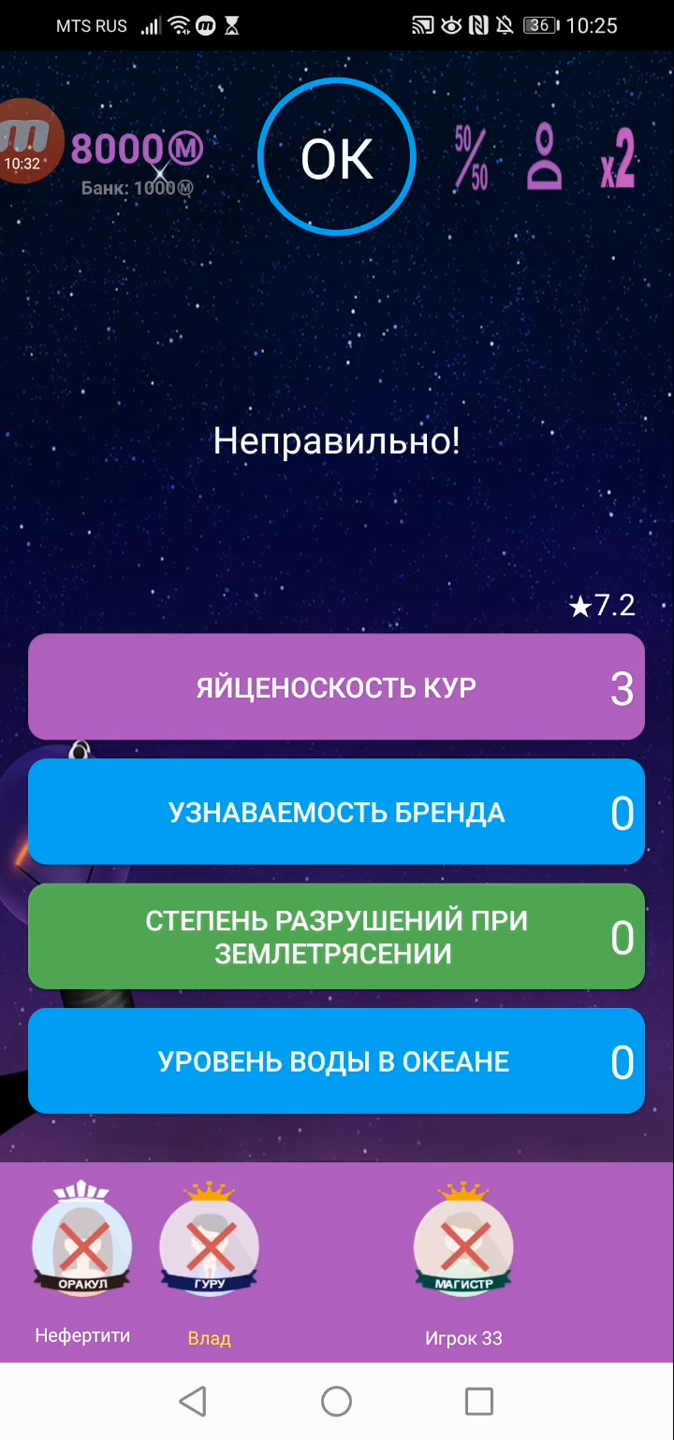 MTS RUS 36 10:25
m
10:32
8000M
Банк: 1000M
ОК
50/50
x2
Неправильно!
★7.2
ЯЙЦЕНОСКОСТЬ КУР 3
УЗНАВАЕМОСТЬ БРЕНДА 0
СТЕПЕНЬ РАЗРУШЕНИЙ ПРИ
ЗЕМЛЕТРЯСЕНИИ 0
УРОВЕНЬ ВОДЫ В ОКЕАНЕ 0
ОРАКУЛ ГУРУ МАГИСТР
Нефертити Влад Игрок 33